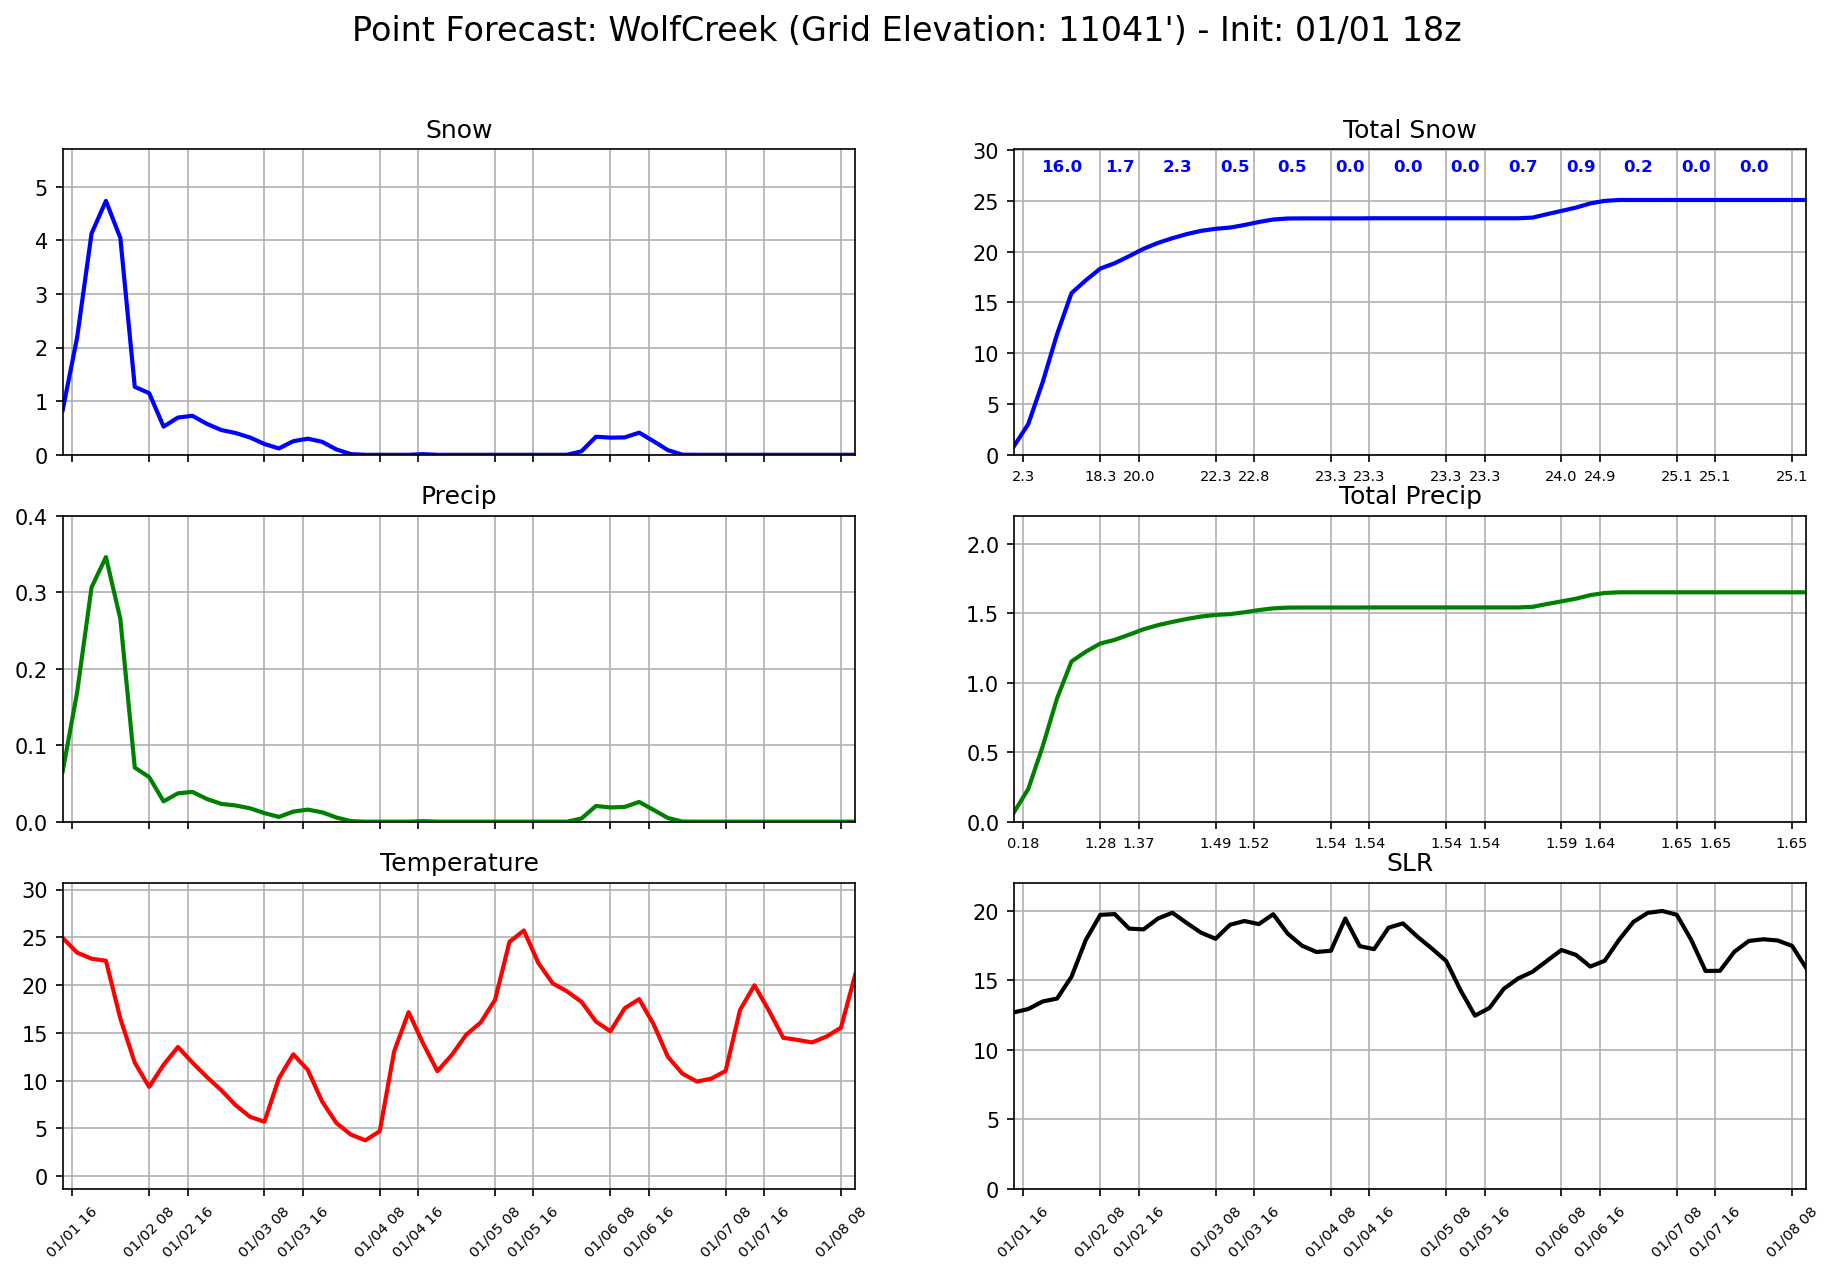 Point Forecast: WolfCreek (Grid Elevation: 11041') - Init: 01/01 18z
Snow
5
4
3
2
1
0
Total Snow
30
25
20
15
10
5
0
16.0 1.7 2.3 0.5 0.5 0.0 0.0 0.0 0.7 0.9 0.2 0.0 0.0
2.3 18.3 20.0 22.3 22.8 23.3 23.3 23.3 23.3 24.0 24.9 25.1 25.1 25.1
Precip
0.4
0.3
0.2
0.1
0.0
Total Precip
2.0
1.5
1.0
0.5
0.0
0.18 1.28 1.37 1.49 1.52 1.54 1.54 1.54 1.54 1.59 1.64 1.65 1.65 1.65
Temperature
30
25
20
15
10
5
0
01/01 16 01/02 08 01/02 16 01/03 08 01/03 16 01/04 08 01/04 16 01/05 08 01/05 16 01/06 08 01/06 16 01/07 08 01/07 16 01/08 08
SLR
20
15
10
5
0
01/01 16 01/02 08 01/02 16 01/03 08 01/03 16 01/04 08 01/04 16 01/05 08 01/05 16 01/06 08 01/06 16 01/07 08 01/07 16 01/08 08